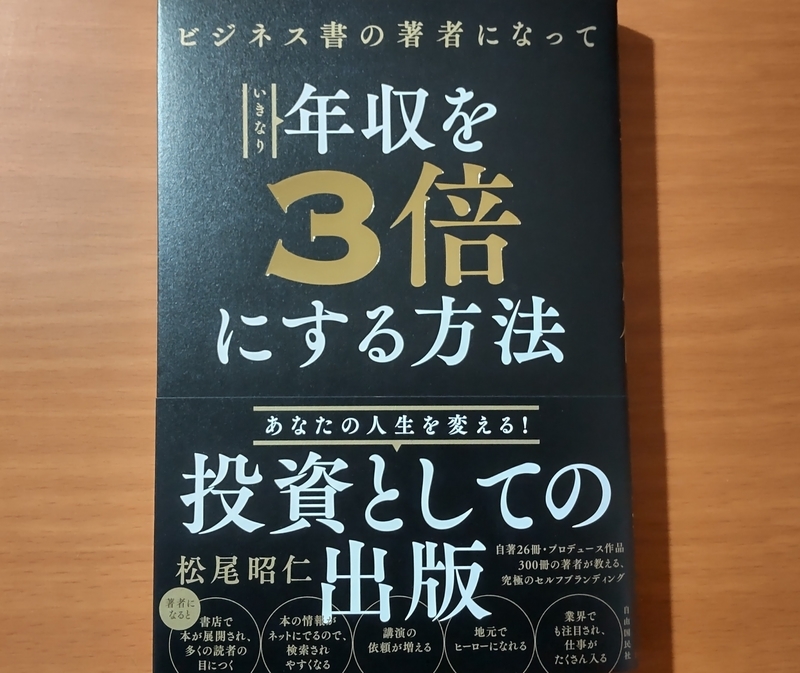 ビジネス書の著者になって
いきなり
年収を
3倍
にする方法
あなたの人生を変える!
投資としての
出版
松尾昭仁
自著26冊・プロデュース作品
300冊の著者が教える、
究極のセルフブランディング
著者に
なると
書店で
本が展開され、
多くの読者の
目につく
本の情報が
ネットにでるので、
検索され
やすくなる
講演の
依頼が増える
地元で
ヒーローになれる
業界で
も注目され、
仕事が
たくさん入る
自由国民社